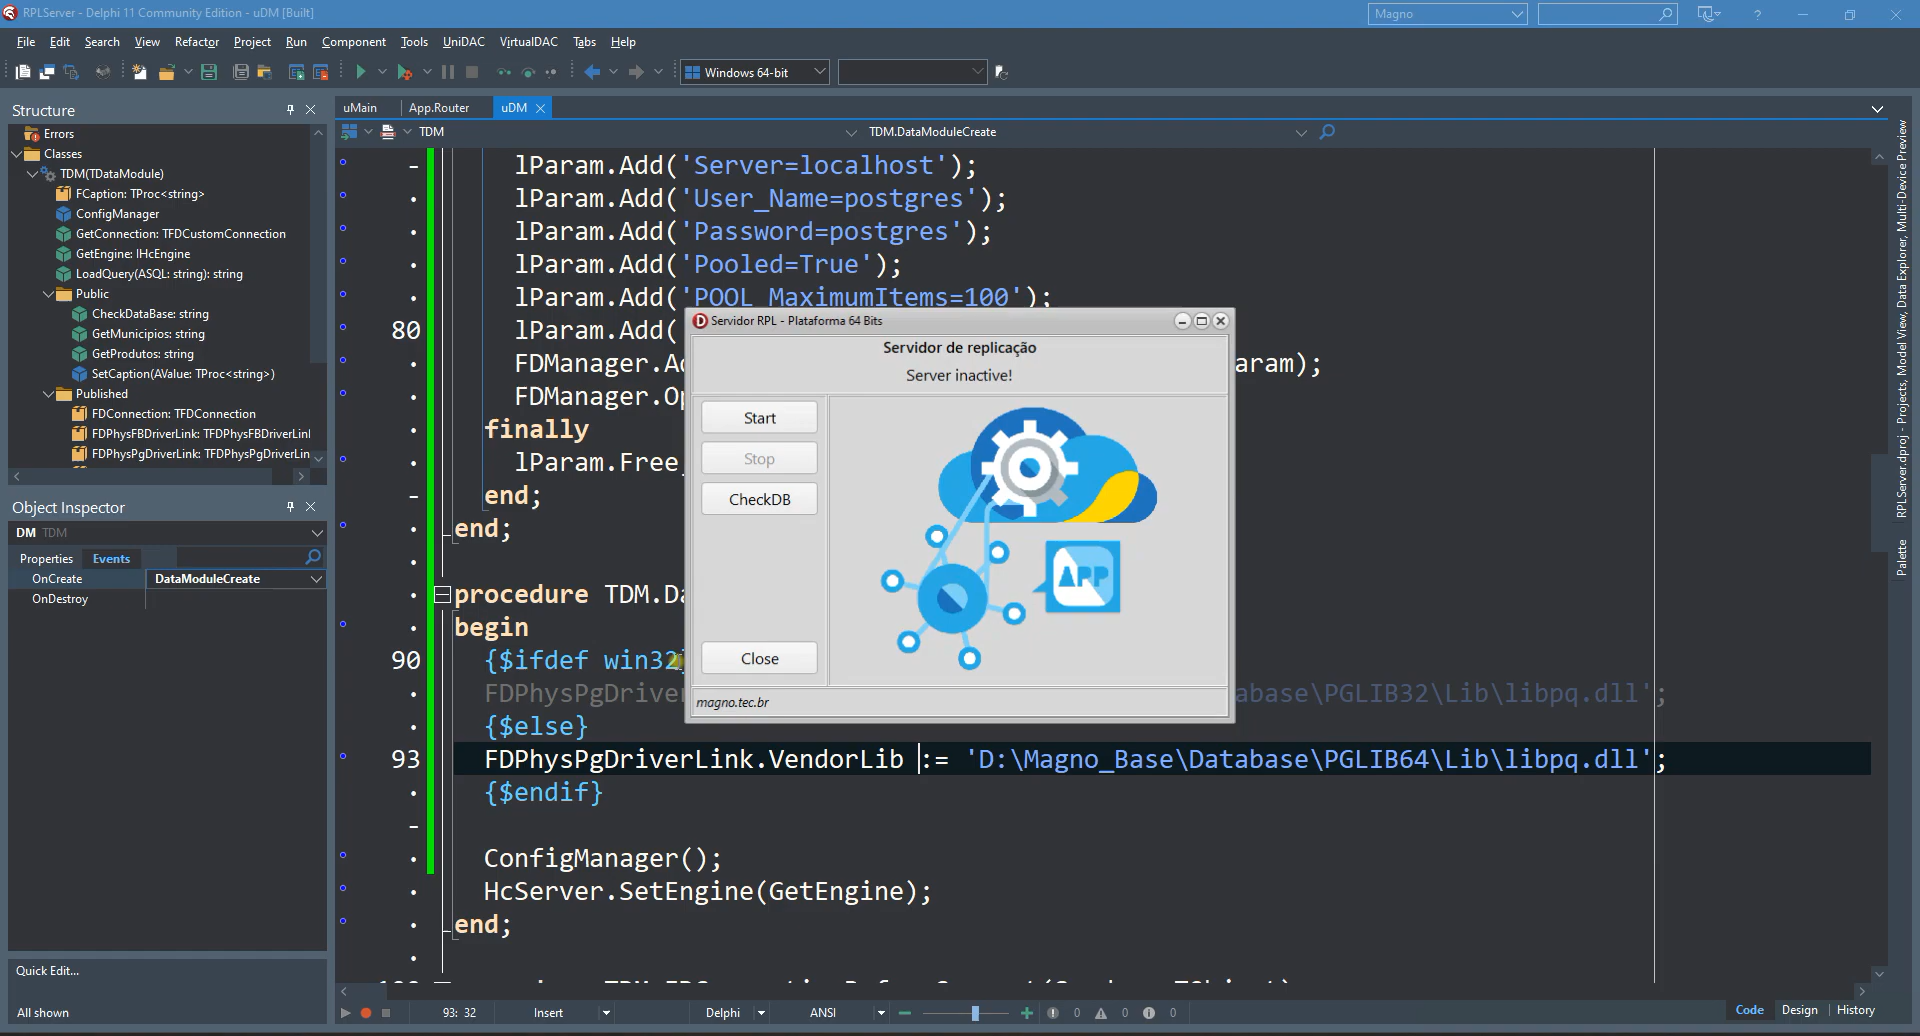 RPLServer - Delphi 11 Community Edition - uDM [Built]
Magno
File Edit Search View Refactor Project Run Component Tools UniDAC VirtualDAC Tabs Help
Windows 64-bit
Structure
Errors
Classes
TDM(TDataModule)
FCaption: TProc<string>
ConfigManager
GetConnection: TFDCustomConnection
GetEngine: IHcEngine
LoadQuery(ASQL: string): string
Public
CheckDataBase: string
GetMunicipios: string
GetProdutos: string
SetCaption(AValue: TProc<string>)
Published
FDConnection: TFDConnection
FDPhysFBDriverLink: TFDPhysFBDriverLinl
FDPhysPgDriverLink: TFDPhysPgDriverLin
Object Inspector
DM TDM
Properties Events
OnCreate DataModuleCreate
OnDestroy
Quick Edit...
All shown
uMain App.Router uDM
TDM TDM.DataModuleCreate
lParam.Add('Server=localhost');
lParam.Add('User_Name=postgres');
lParam.Add('Password=postgres');
lParam.Add('Pooled=True');
lParam.Add('POOL_MaximumItems=100');
80 lParam.Add(
FDManager.Ad aram);
FDManager.Op
finally
lParam.Free
end;
end;
procedure TDM.Da
begin
90 {$ifdef win32}
FDPhysPgDriver abase\PGLIB32\Lib\libpq.dll';
{$else}
93 FDPhysPgDriverLink.VendorLib := 'D:\Magno_Base\Database\PGLIB64\Lib\libpq.dll';
{$endif}
ConfigManager();
HcServer.SetEngine(GetEngine);
end;
Servidor RPL - Plataforma 64 Bits
Servidor de replicação
Server inactive!
Start
Stop
CheckDB
Close
APP
magno.tec.br
93: 32 Insert Delphi ANSI 0 0 0
Code Design History
RPLServer.dproj - Projects, Model View, Data Explorer, Multi-Device Preview
Palette